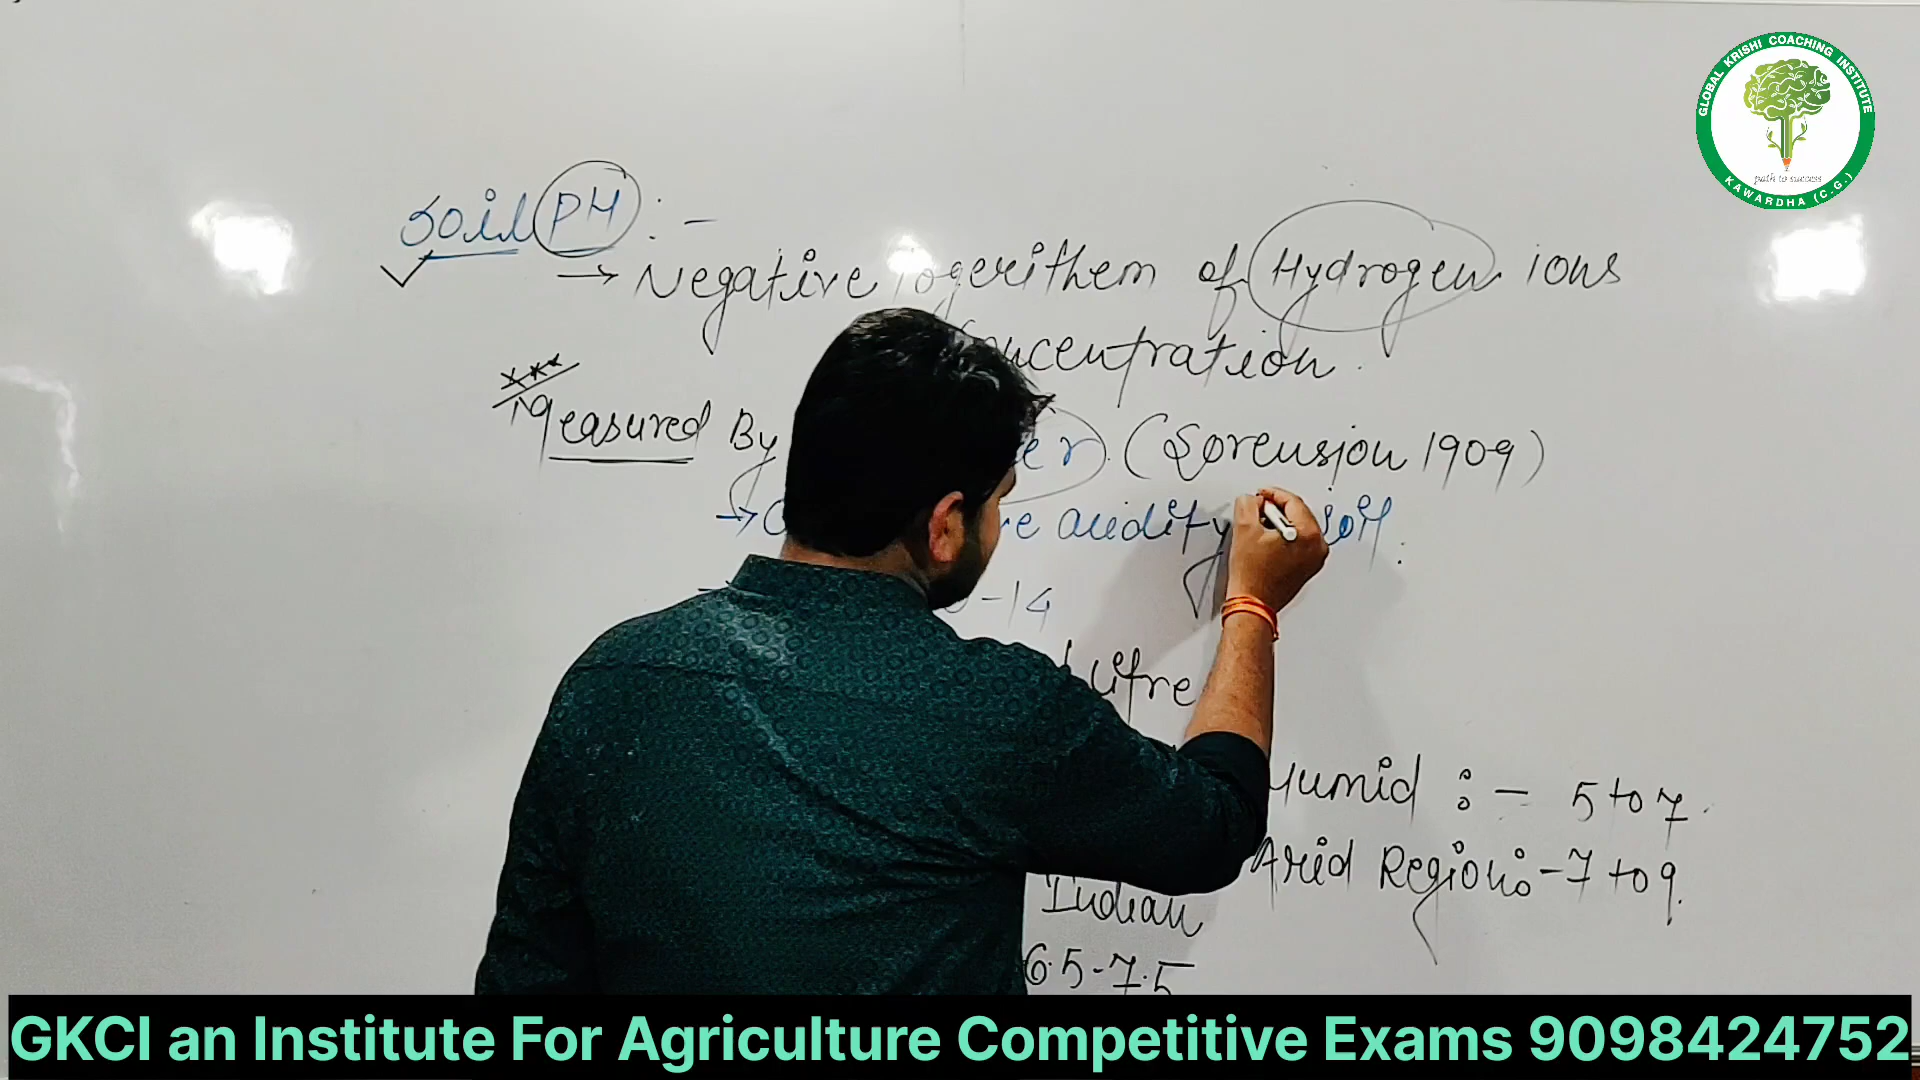 GLOBAL KRISHI COACHING INSTITUTE
path to success
KAWARDHA (C.G.)
Soil PH : -
→ Negative logerithem of Hydrogen ions
concentration.
***
Measured By er) (Sorension 1909)
→ acidity soil.
-14
Humid : - 5 to 7.
Arid Region: - 7 to 9.
Indian
6.5-7.5
GKCI an Institute For Agriculture Competitive Exams 9098424752